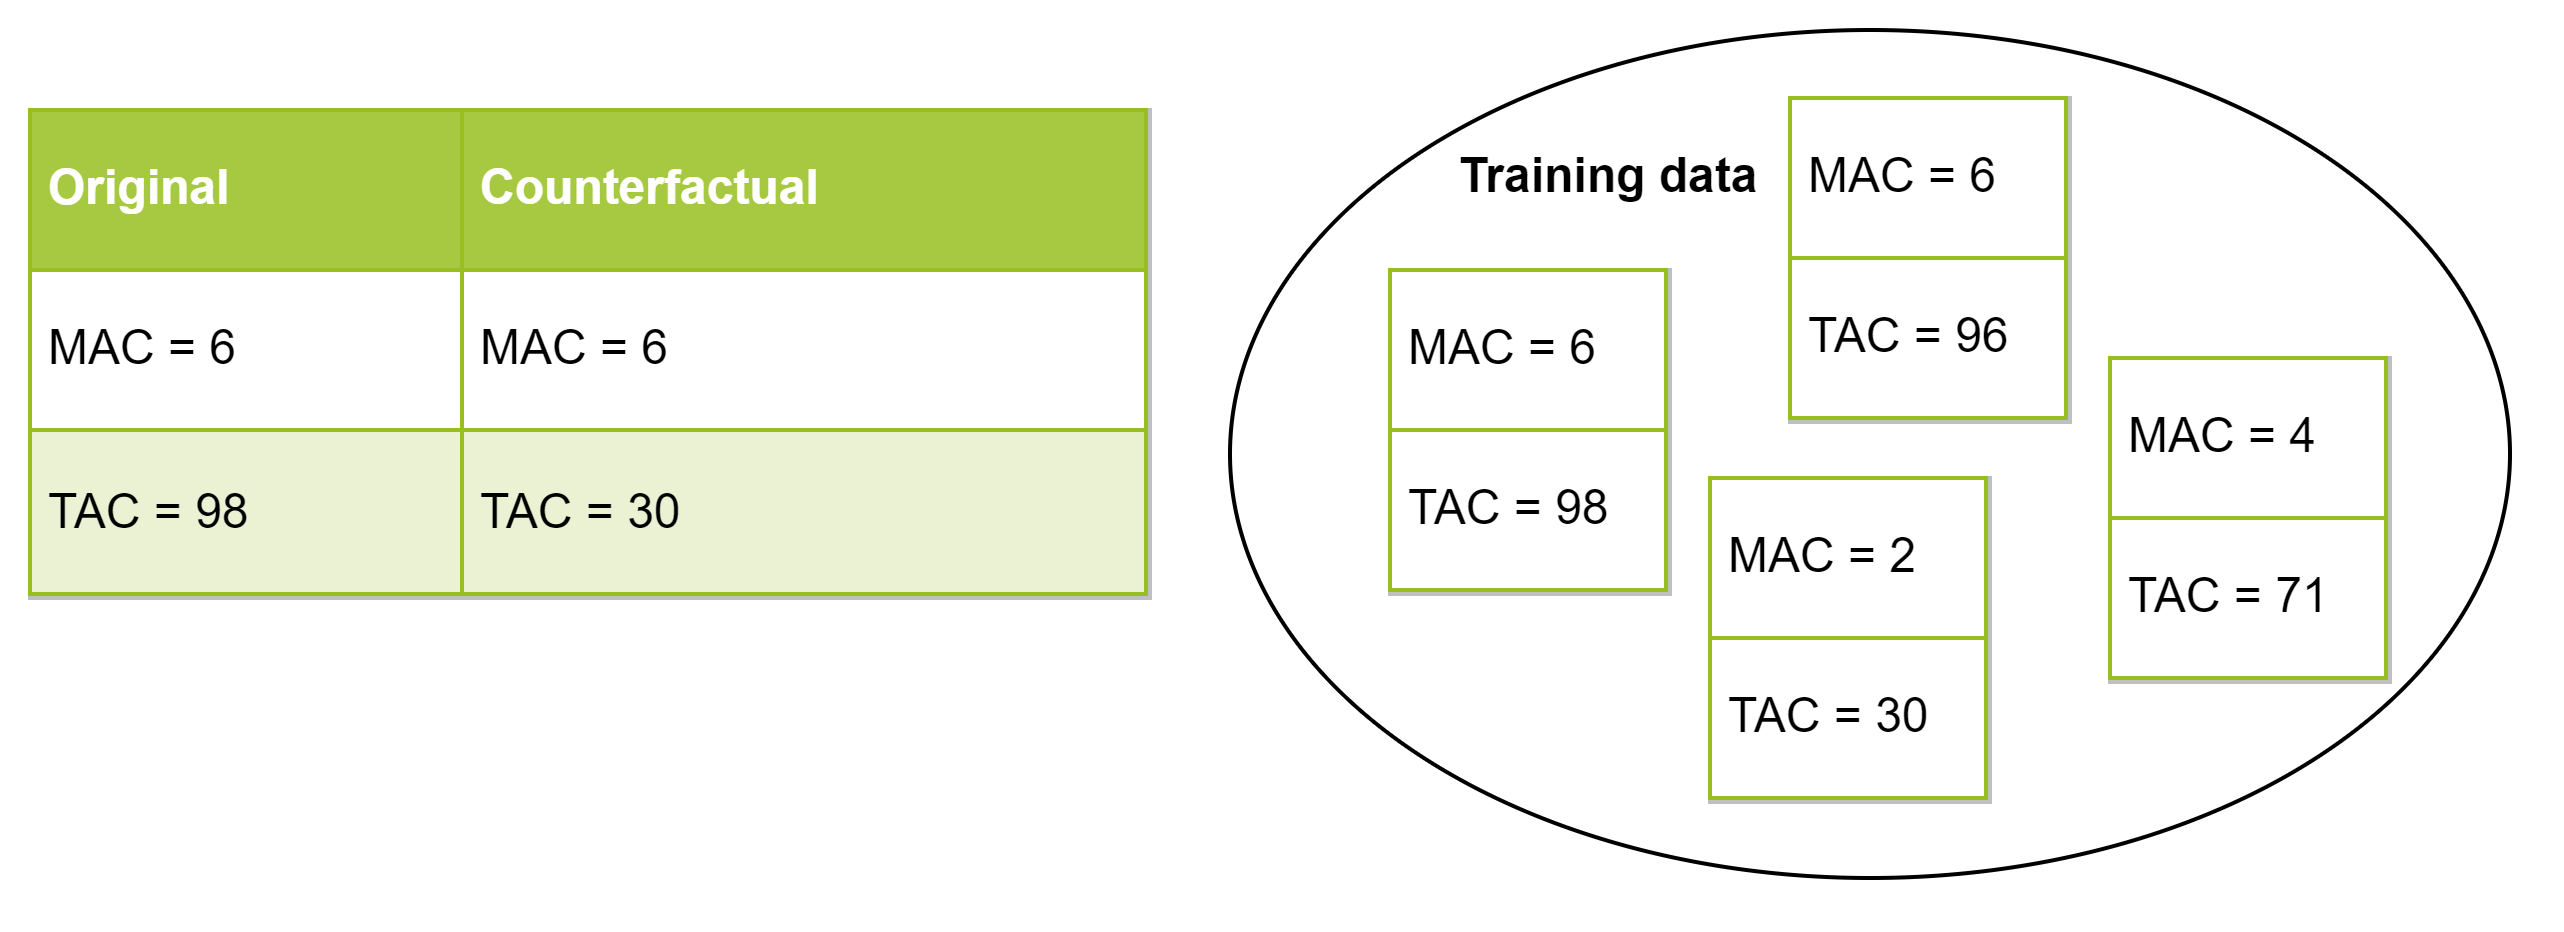 Original
Counterfactual
MAC = 6
MAC = 6
TAC = 98
TAC = 30
Training data
MAC = 6
TAC = 96
MAC = 6
TAC = 98
MAC = 2
TAC = 30
MAC = 4
TAC = 71